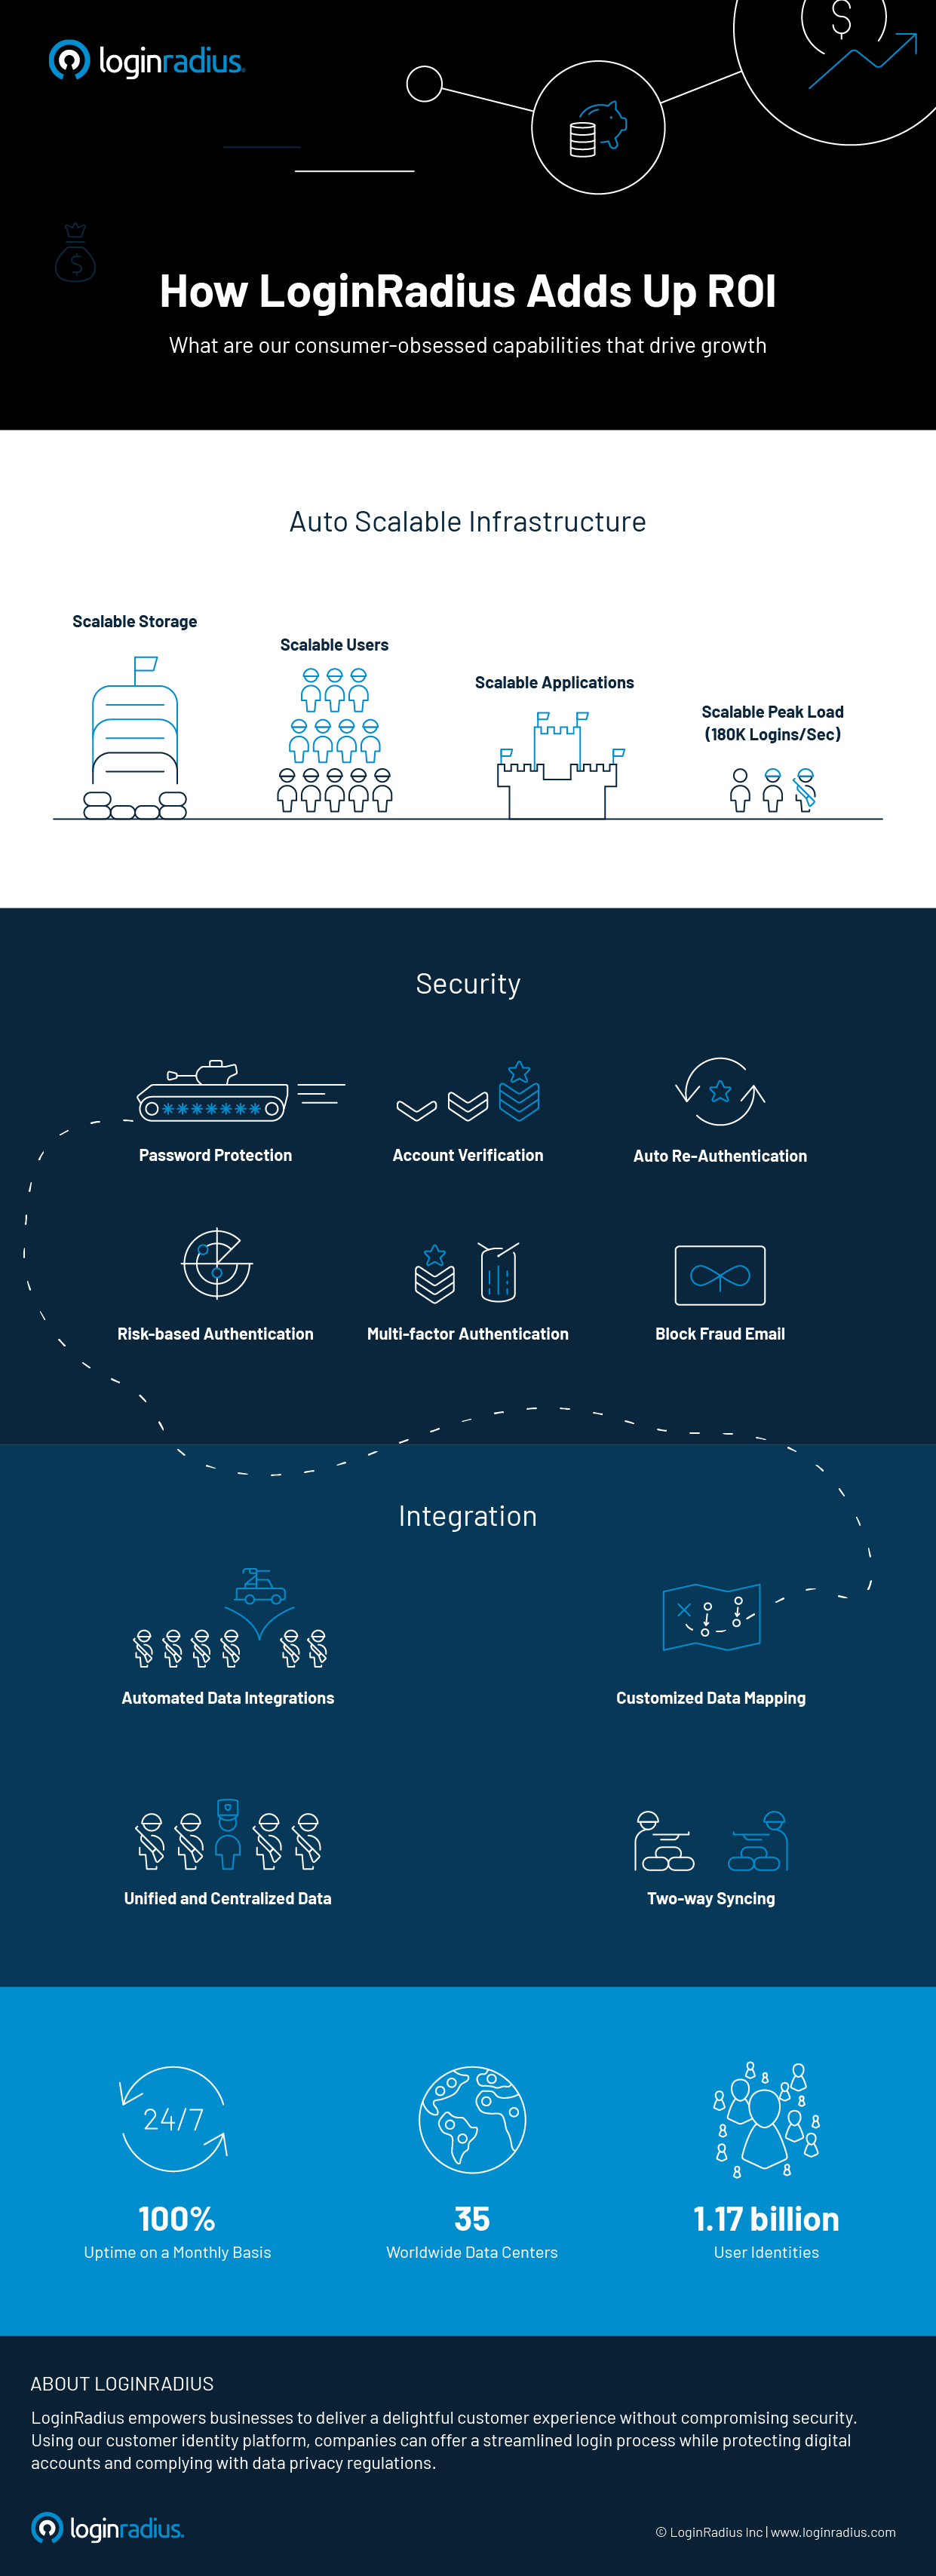 loginradius
$
$
How LoginRadius Adds Up ROI
What are our consumer-obsessed capabilities that drive growth
Auto Scalable Infrastructure
Scalable Storage
Scalable Users
Scalable Applications
Scalable Peak Load
(180K Logins/Sec)
Security
Password Protection
Account Verification
Auto Re-Authentication
Risk-based Authentication
Multi-factor Authentication
Block Fraud Email
Integration
Automated Data Integrations
Customized Data Mapping
Unified and Centralized Data
Two-way Syncing
24/7
100%
Uptime on a Monthly Basis
35
Worldwide Data Centers
1.17 billion
User Identities
ABOUT LOGINRADIUS
LoginRadius empowers businesses to deliver a delightful customer experience without compromising security.
Using our customer identity platform, companies can offer a streamlined login process while protecting digital
accounts and complying with data privacy regulations.
loginradius
© LoginRadius Inc | www.loginradius.com